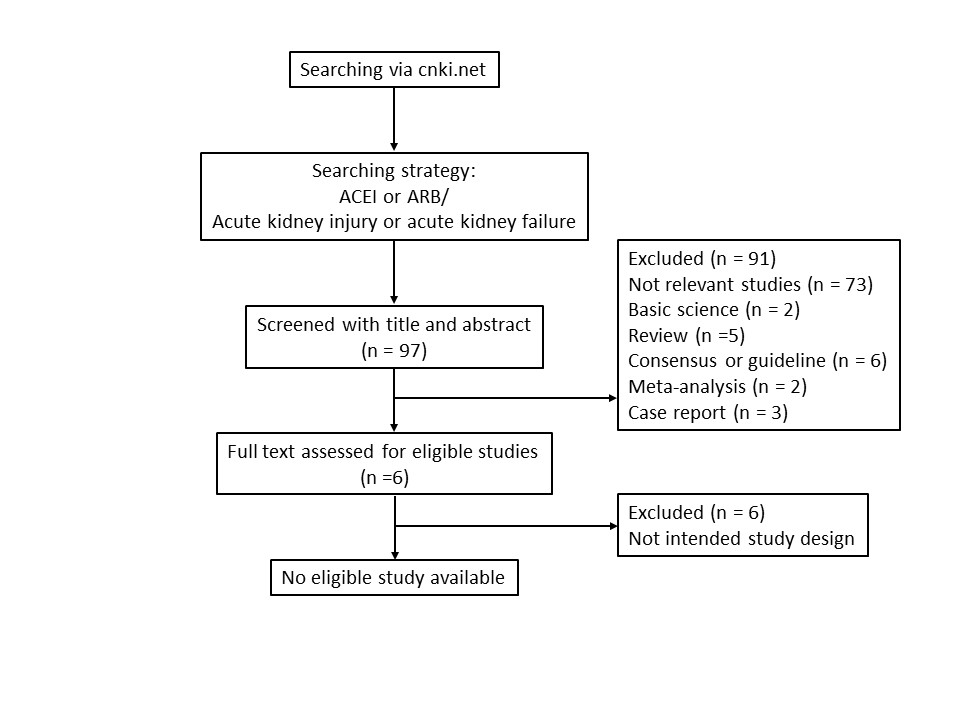 Searching via cnki.net
Searching strategy:
ACEI or ARB/
Acute kidney injury or acute kidney failure
Screened with title and abstract
(n = 97)
Excluded (n = 91)
Not relevant studies (n = 73)
Basic science (n = 2)
Review (n =5)
Consensus or guideline (n = 6)
Meta-analysis (n = 2)
Case report (n = 3)
Full text assessed for eligible studies
(n =6)
Excluded (n = 6)
Not intended study design
No eligible study available